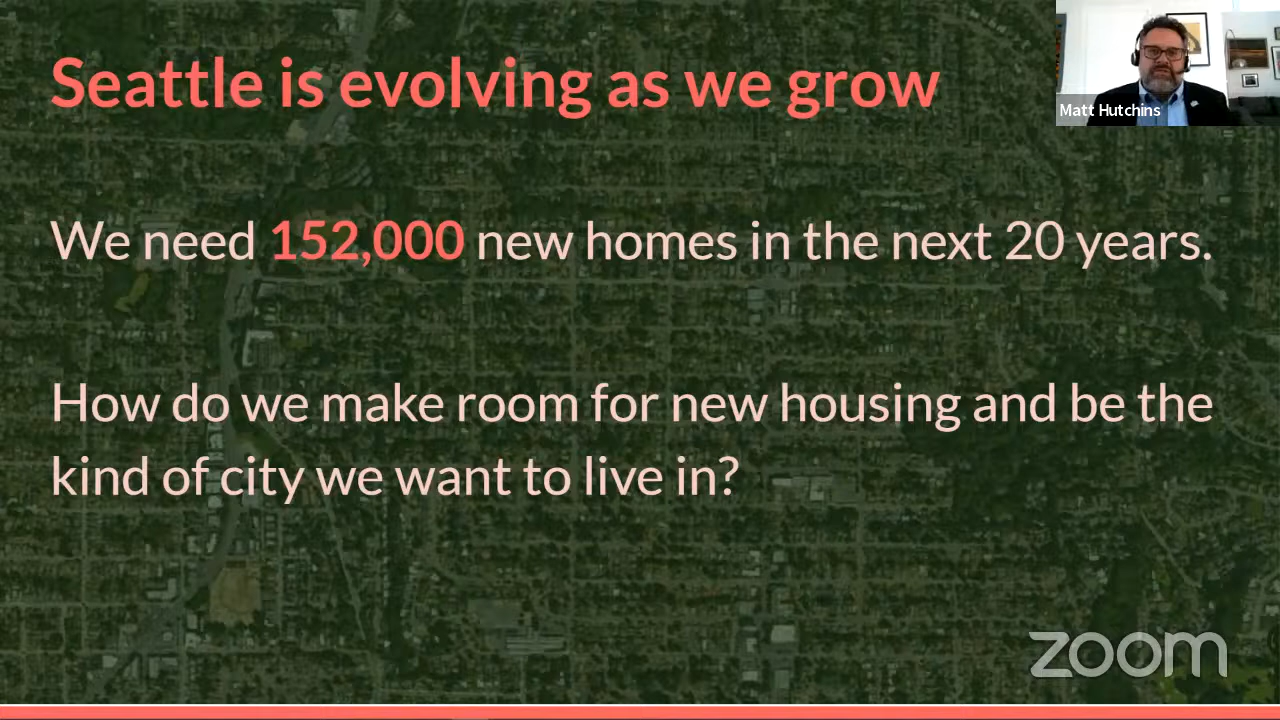 Seattle is evolving as we grow
Matt Hutchins
We need 152,000 new homes in the next 20 years.
How do we make room for new housing and be the
kind of city we want to live in?
zoom